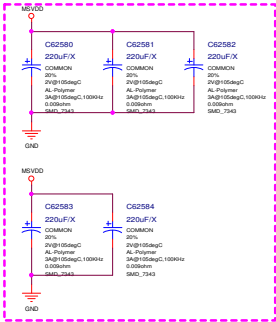 MSVDD
C62580
220uF/X
COMMON
20%
2V@105degC
AL-Polymer
3A@105degC,100KHz
0.009ohm
SMD_7343
C62581
220uF/X
COMMON
20%
2V@105degC
AL-Polymer
3A@105degC,100KHz
0.009ohm
SMD_7343
C62582
220uF/X
COMMON
20%
2V@105degC
AL-Polymer
3A@105degC,100KHz
0.009ohm
SMD_7343
GND
MSVDD
C62583
220uF/X
COMMON
20%
2V@105degC
AL-Polymer
3A@105degC,100KHz
0.009ohm
SMD_7343
C62584
220uF/X
COMMON
20%
2V@105degC
AL-Polymer
3A@105degC,100KHz
0.009ohm
SMD_7343
GND